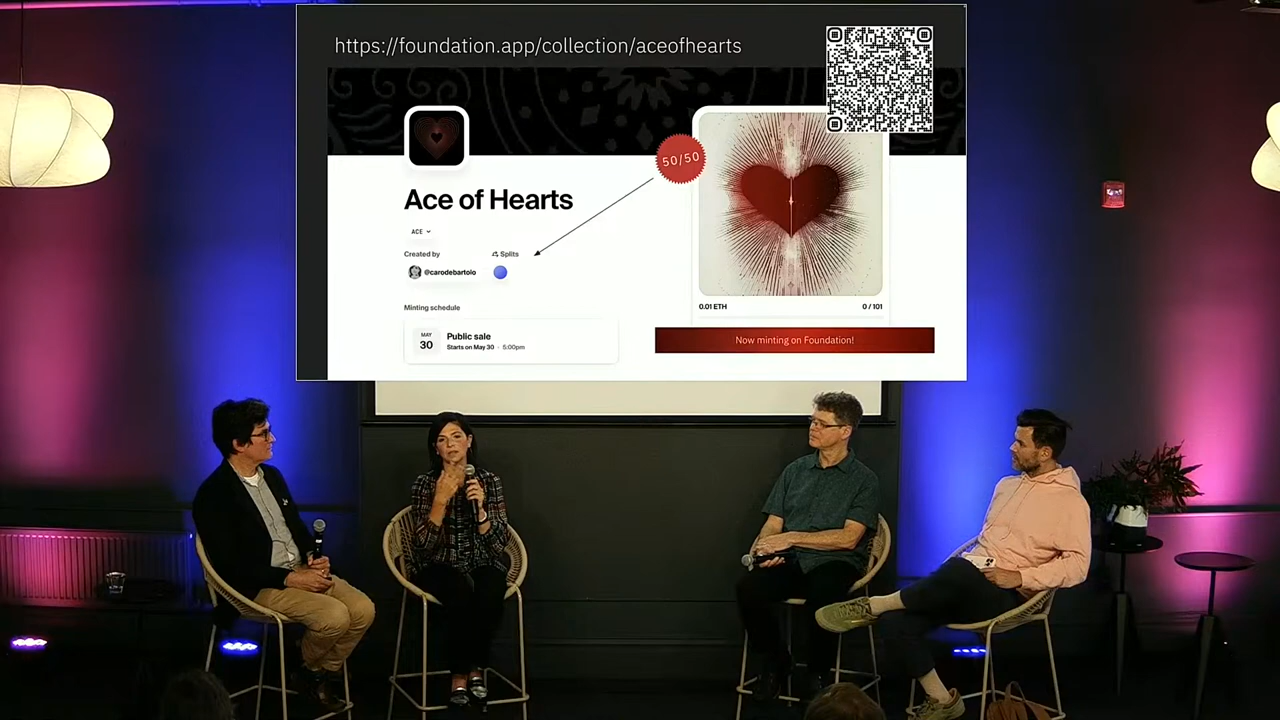 https://foundation.app/collection/aceofhearts
50/50
Ace of Hearts
ACE
Created by
Splits
@carodebartolo
0.01 ETH
0 / 101
Minting schedule
MAY
30
Public sale
Starts on May 30 · 5:00pm
Now minting on Foundation!